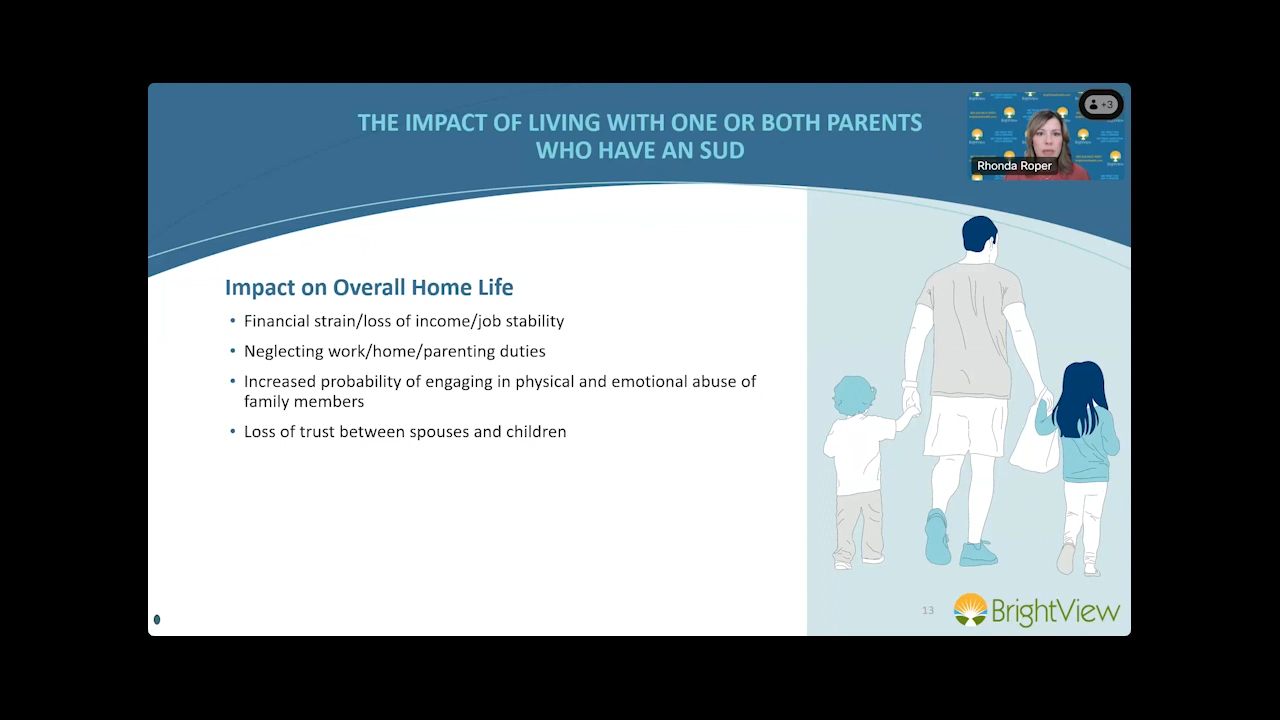 THE IMPACT OF LIVING WITH ONE OR BOTH PARENTS
WHO HAVE AN SUD
+3
Rhonda Roper
Impact on Overall Home Life
• Financial strain/loss of income/job stability
• Neglecting work/home/parenting duties
• Increased probability of engaging in physical and emotional abuse of
family members
• Loss of trust between spouses and children
13
BrightView